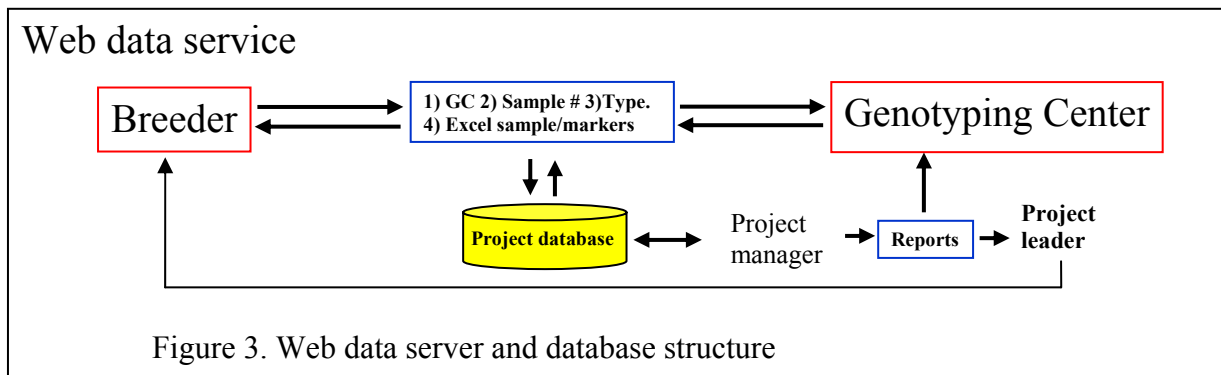 Web data service
Breeder
1) GC 2) Sample # 3)Type.
4) Excel sample/markers
Genotyping Center
Project database
Project
manager
Reports
Project
leader
Figure 3. Web data server and database structure